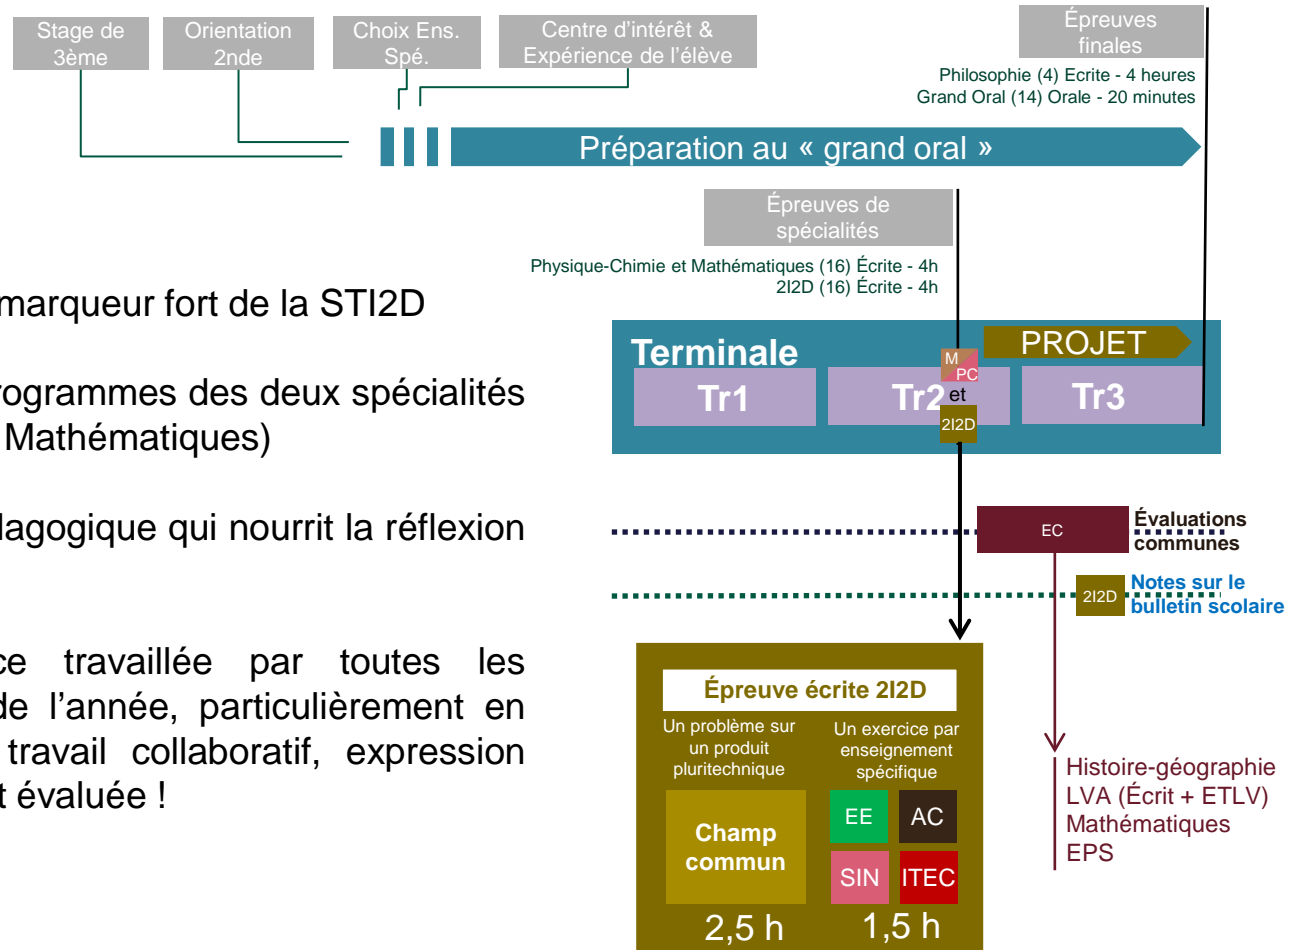 Stage de
3ème
Orientation
2nde
Choix Ens.
Spé.
Centre d'intérêt &
Expérience de l'élève
Épreuves
finales
Philosophie (4) Ecrite - 4 heures
Grand Oral (14) Orale - 20 minutes
Préparation au « grand oral »
Épreuves de
spécialités
Physique-Chimie et Mathématiques (16) Écrite - 4h
2I2D (16) Écrite - 4h
marqueur fort de la STI2D
rogrammes des deux spécialités
Mathématiques)
dagogique qui nourrit la réflexion
ce travaillée par toutes les
de l'année, particulièrement en
travail collaboratif, expression
t évaluée !
Terminale
PROJET
M
PC
Tr1
Tr2
et
Tr3
2I2D
EC
Évaluations
communes
2I2D
Notes sur le
bulletin scolaire
Épreuve écrite 2I2D
Un problème sur
un produit
pluritechnique
Un exercice par
enseignement
spécifique
Champ
commun
EE
AC
SIN
ITEC
2,5 h
1,5 h
Histoire-géographie
LVA (Écrit + ETLV)
Mathématiques
EPS